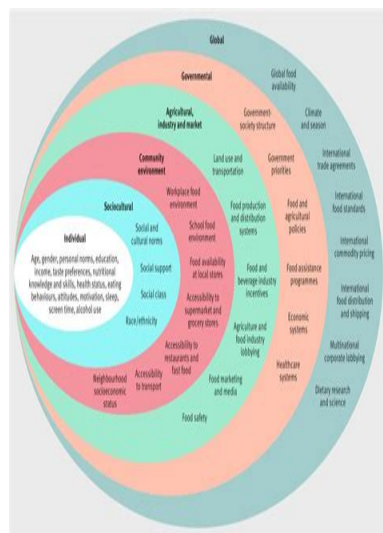 Global
Global food
availability
Climate
and season
International
trade agreements
International
food standards
International
commodity pricing
International
food distribution
and shipping
Multinational
corporate lobbying
Dietary research
and science
Governmental
Government-
society structure
Government
priorities
Food and
agricultural
policies
Food assistance
programmes
Economic
systems
Healthcare
systems
Agricultural,
industry and market
Land use and
transportation
Food production
and distribution
systems
Food and
beverage industry
incentives
Agriculture and
food industry
lobbying
Food marketing
and media
Food safety
Community
environment
Workplace food
environment
School food
environment
Food availability
at local stores
Accessibility to
supermarket and
grocery stores
Accessibility to
restaurants and
fast food
Accessibility
to transport
Neighbourhood
socioeconomic
status
Sociocultural
Social and
cultural norms
Social support
Social class
Race/ethnicity
Individual
Age, gender, personal norms, education,
income, taste preferences, nutritional
knowledge and skills, health status, eating
behaviours, attitudes, motivation, sleep,
screen time, alcohol use